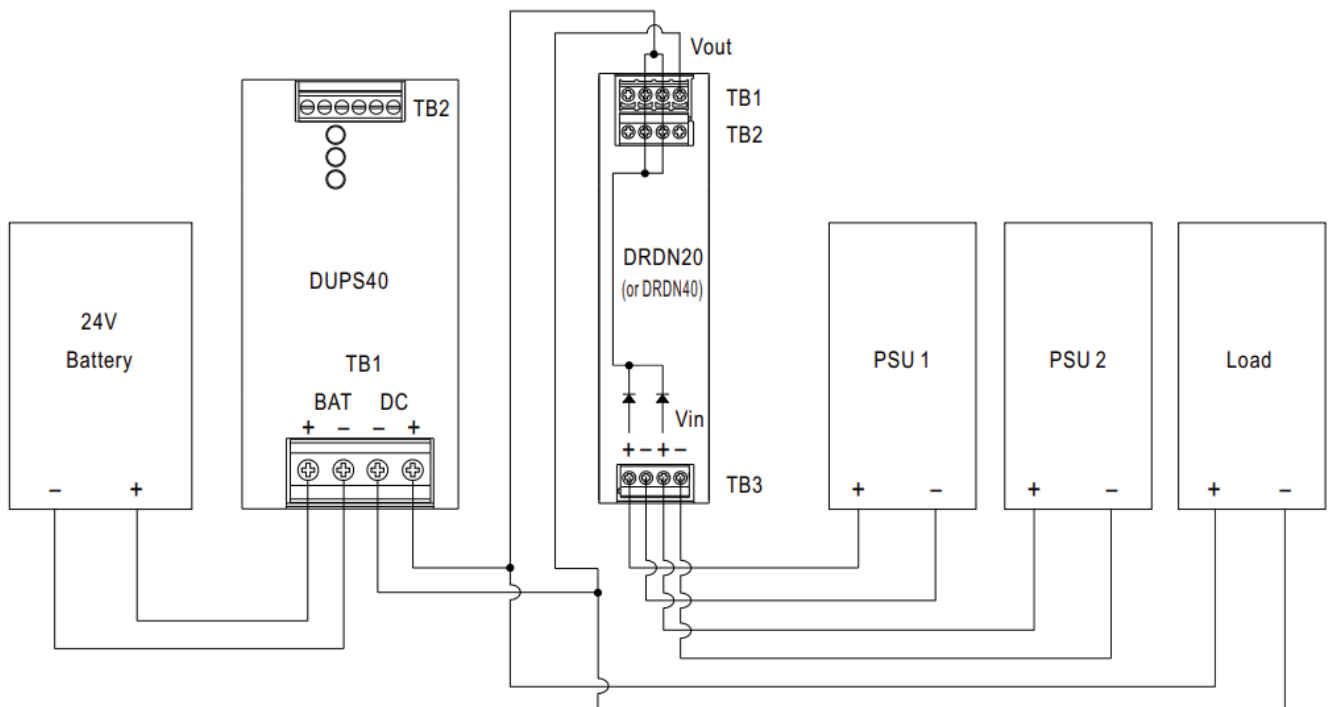 Vout
TB1
TB2
TB2
DRDN20
(or DRDN40)
DUPS40
24V
Battery
TB1
BAT DC
+ − − +
Vin
+ − + −
TB3
PSU 1
PSU 2
Load
− +
+ −
+ −
+ −